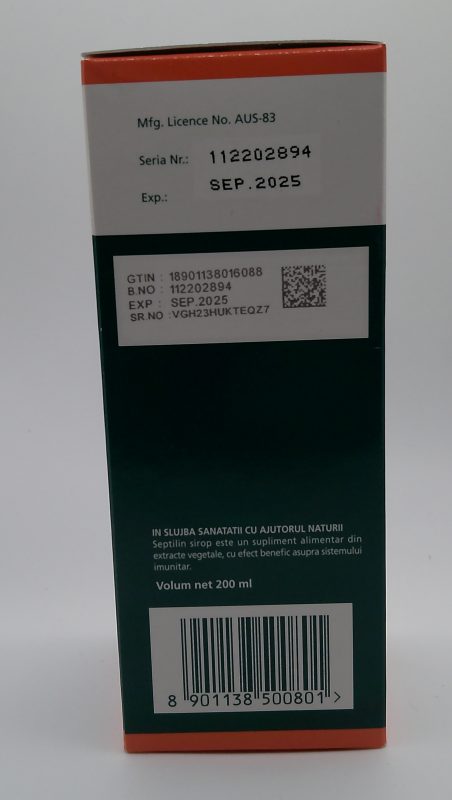 Mfg. Licence No. AUS-83
Seria Nr.: 112202894
Exp.: SEP.2025
GTIN : 18901138016088
B.NO : 112202894
EXP : SEP.2025
SR.NO :VGH23HUKTEQZ7
IN SLUJBA SANATATII CU AJUTORUL NATURII
Septilin sirop este un supliment alimentar din
extracte vegetale, cu efect benefic asupra sistemului
imunitar.
Volum net 200 ml
8 901138 500801 >